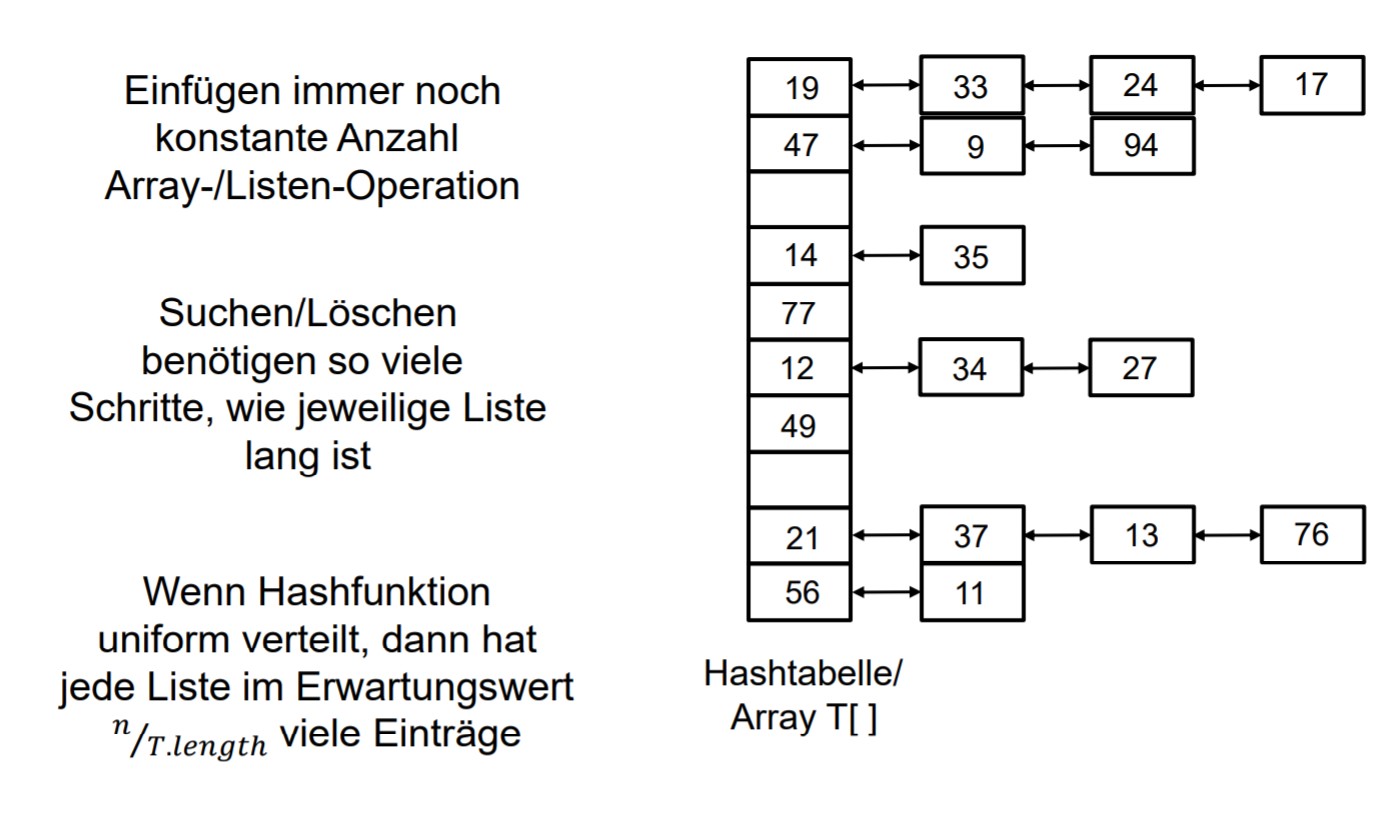 Einfügen immer noch
konstante Anzahl
Array-/Listen-Operation
Suchen/Löschen
benötigen so viele
Schritte, wie jeweilige Liste
lang ist
Wenn Hashfunktion
uniform verteilt, dann hat
jede Liste im Erwartungswert
n/T.length viele Einträge
19 33 24 17
47 9 94
14 35
77
12 34 27
49
21 37 13 76
56 11
Hashtabelle/
Array T[ ]